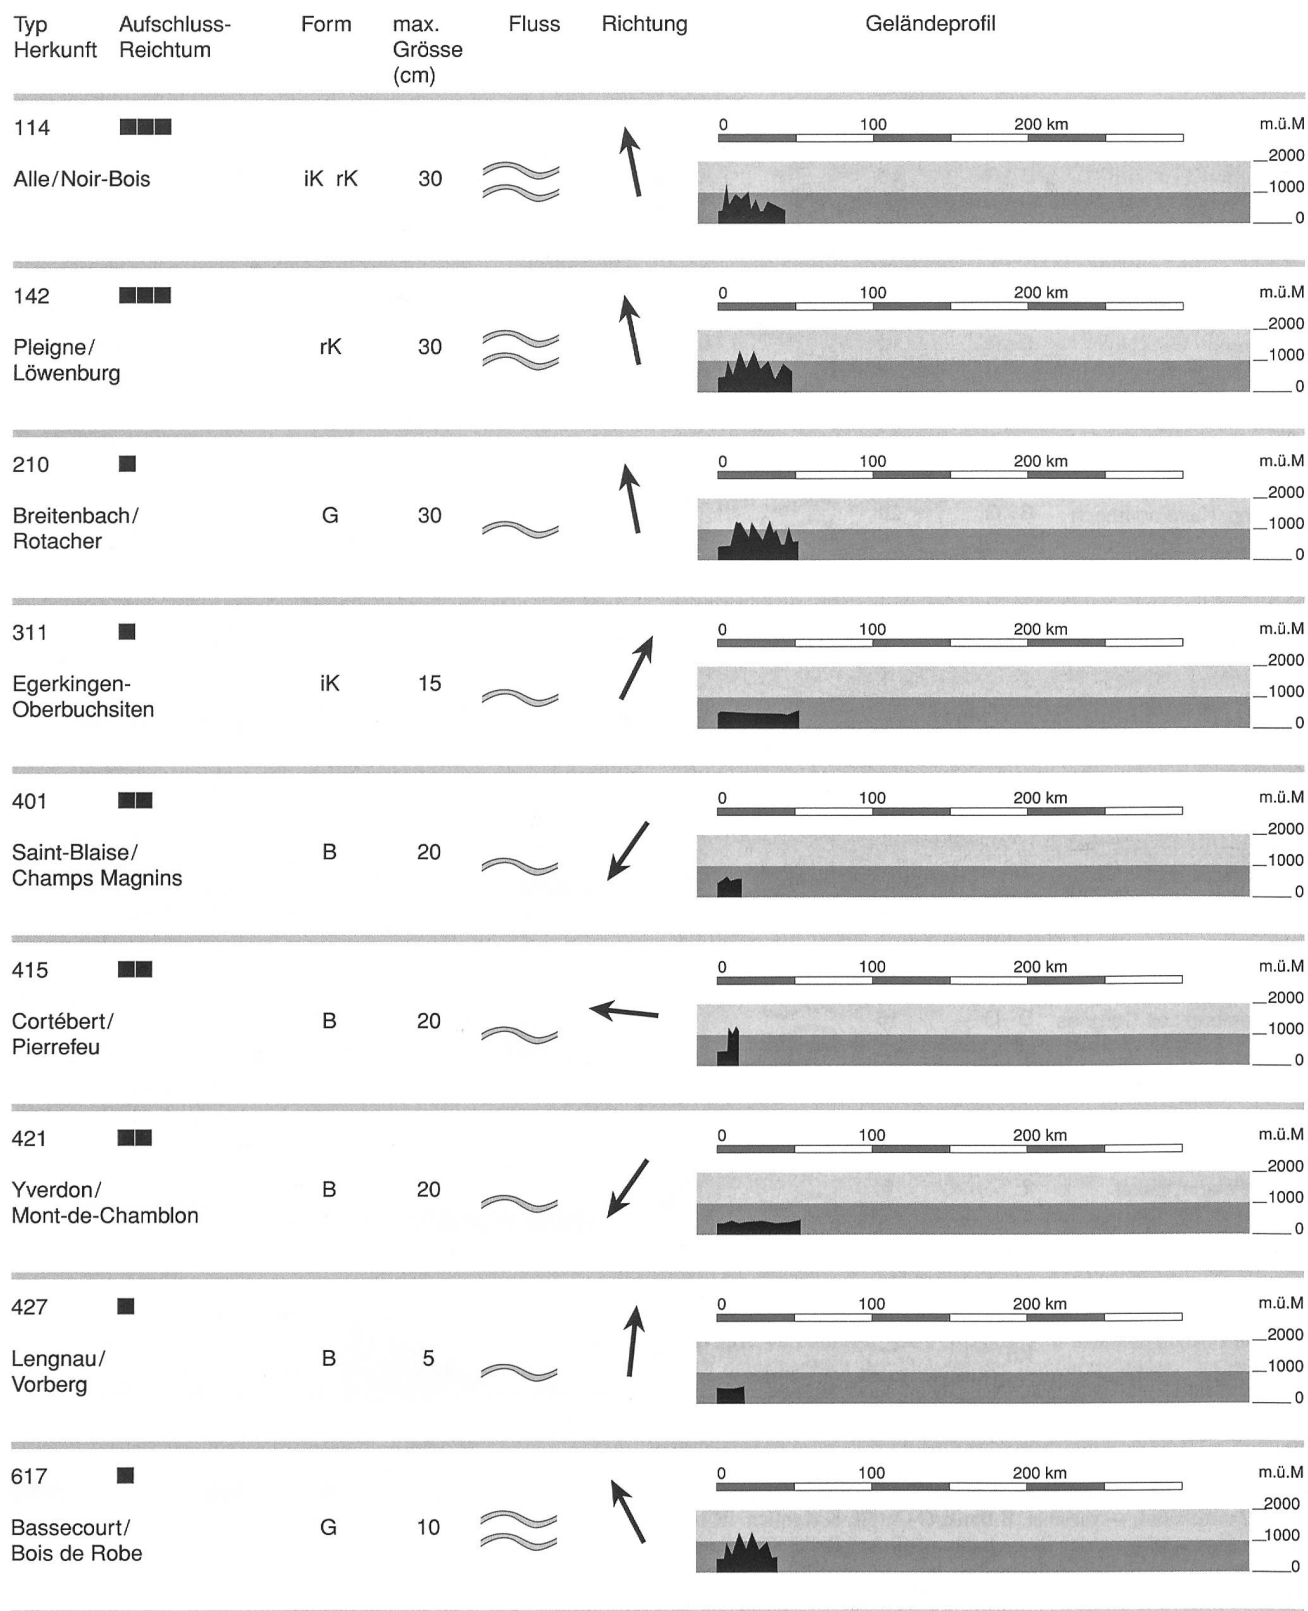 Typ Aufschluss- Form max. Fluss Richtung Geländeprofil
Herkunft Reichtum Grösse
(cm)
114 0 100 200 km m.ü.M
2000
Alle/Noir-Bois iK rK 30 1000
0
142 0 100 200 km m.ü.M
2000
Pleigne/ rK 30 1000
Löwenburg 0
210 0 100 200 km m.ü.M
2000
Breitenbach/ G 30 1000
Rotacher 0
311 0 100 200 km m.ü.M
2000
Egerkingen- iK 15 1000
Oberbuchsiten 0
401 0 100 200 km m.ü.M
2000
Saint-Blaise/ B 20 1000
Champs Magnins 0
415 0 100 200 km m.ü.M
2000
Cortébert/ B 20 1000
Pierrefeu 0
421 0 100 200 km m.ü.M
2000
Yverdon/ B 20 1000
Mont-de-Chamblon 0
427 0 100 200 km m.ü.M
2000
Lengnau/ B 5 1000
Vorberg 0
617 0 100 200 km m.ü.M
2000
Bassecourt/ G 10 1000
Bois de Robe 0